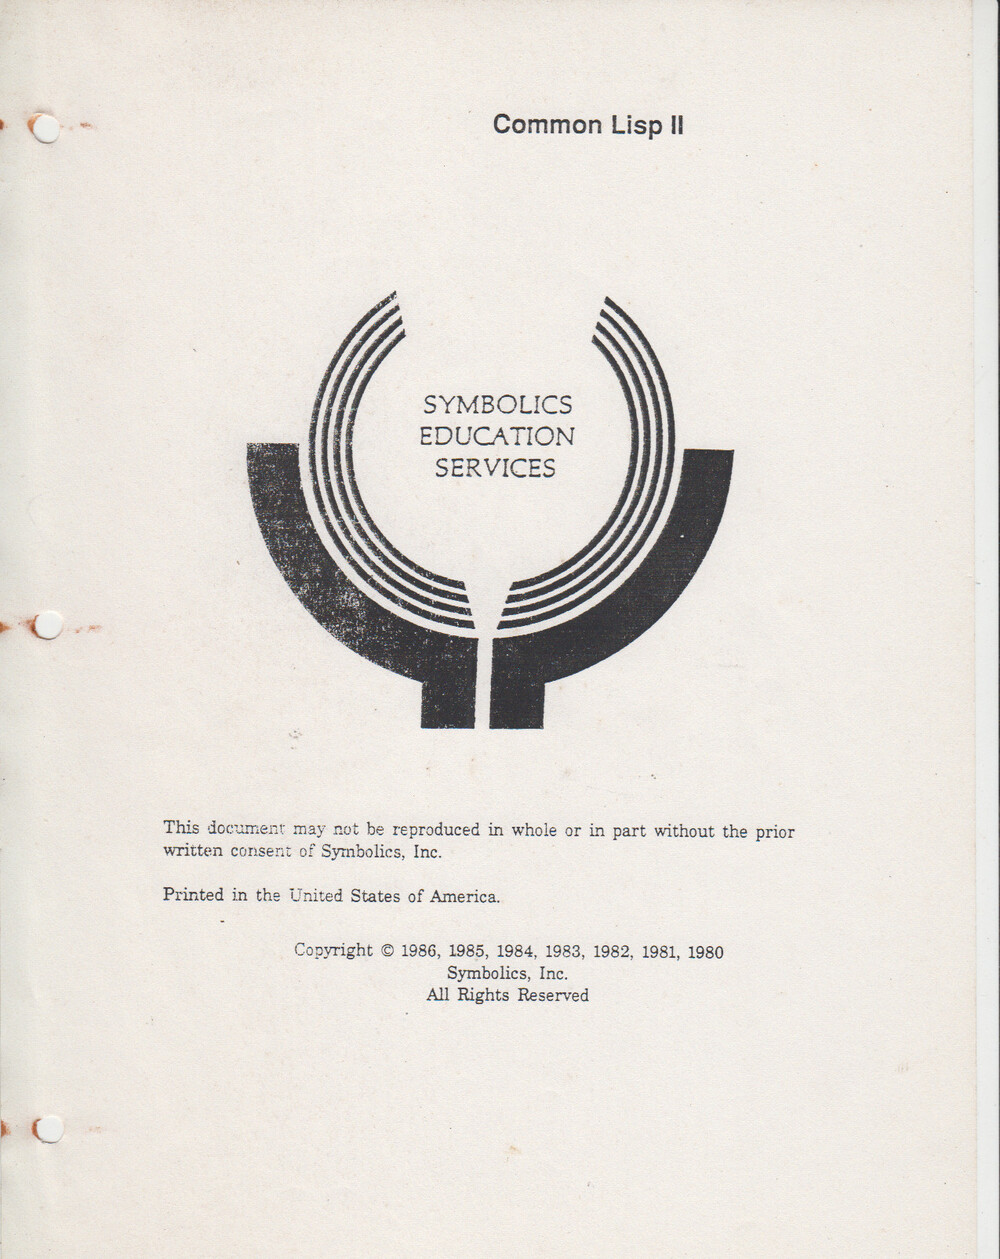 Common Lisp II
SYMBOLICS
EDUCATION
SERVICES
This document may not be reproduced in whole or in part without the prior
written consent of Symbolics, Inc.
Printed in the United States of America.
Copyright © 1986, 1985, 1984, 1983, 1982, 1981, 1980
Symbolics, Inc.
All Rights Reserved